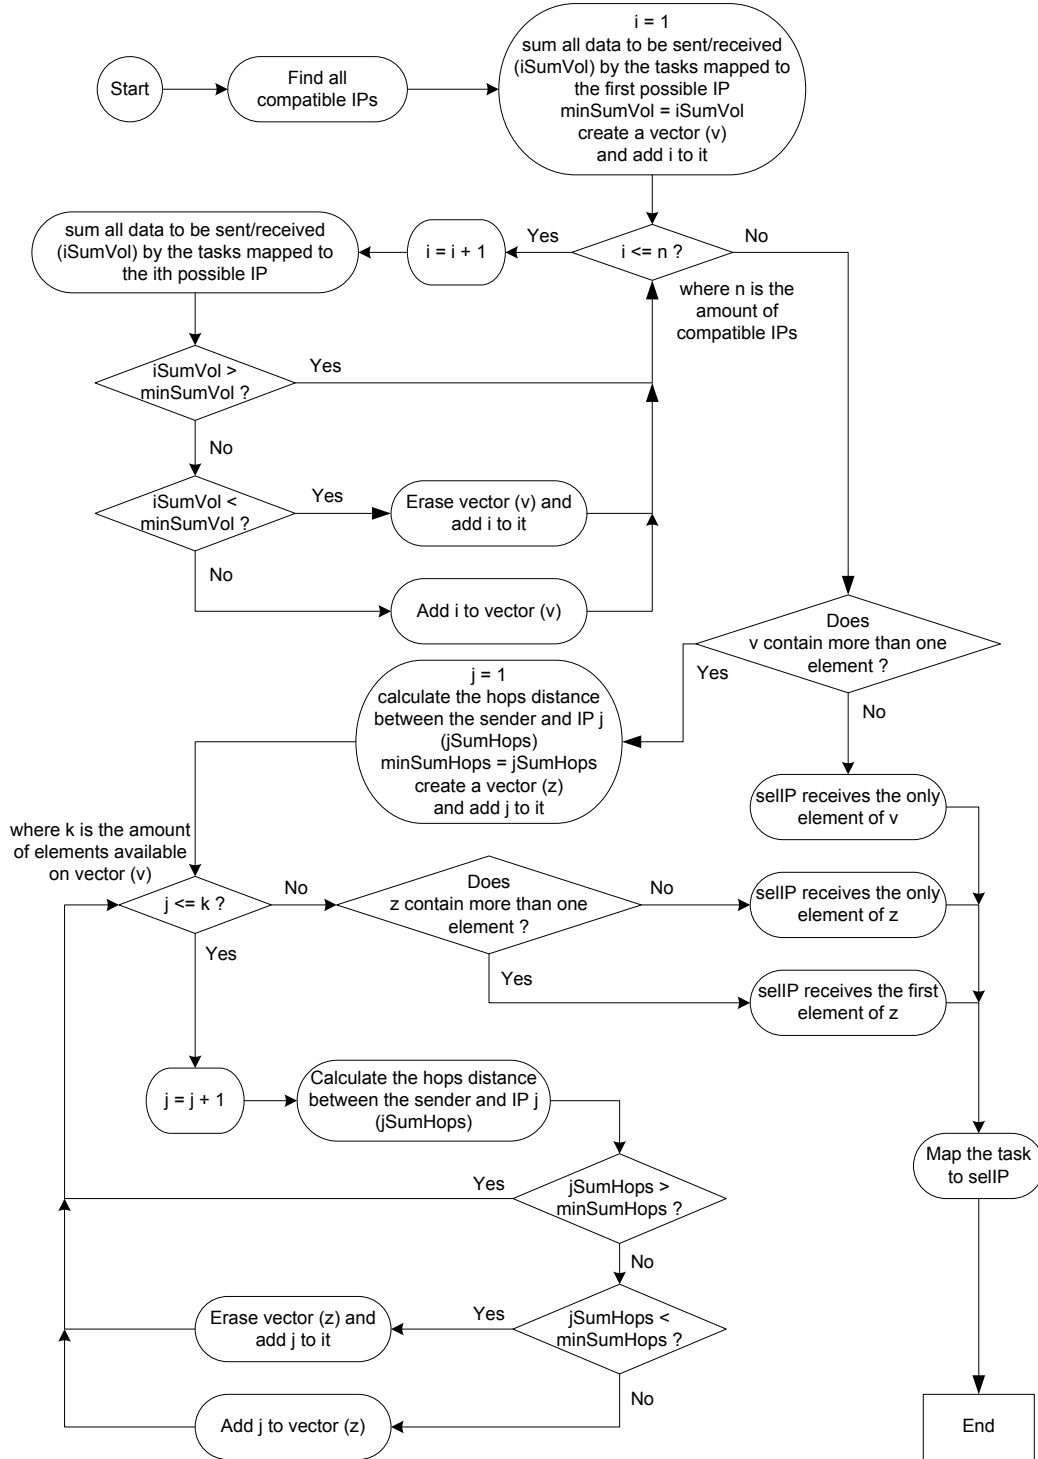 Start
Find all
compatible IPs
i = 1
sum all data to be sent/received
(iSumVol) by the tasks mapped to
the first possible IP
minSumVol = iSumVol
create a vector (v)
and add i to it
sum all data to be sent/received
(iSumVol) by the tasks mapped to
the ith possible IP
i = i + 1
Yes
i <= n ?
No
where n is the
amount of
compatible IPs
iSumVol >
minSumVol ?
Yes
No
iSumVol <
minSumVol ?
Yes
Erase vector (v) and
add i to it
No
Add i to vector (v)
Does
v contain more than one
element ?
Yes
No
j = 1
calculate the hops distance
between the sender and IP j
(jSumHops)
minSumHops = jSumHops
create a vector (z)
and add j to it
selIP receives the only
element of v
where k is the amount
of elements available
on vector (v)
j <= k ?
No
Does
z contain more than one
element ?
No
selIP receives the only
element of z
Yes
Yes
selIP receives the first
element of z
j = j + 1
Calculate the hops distance
between the sender and IP j
(jSumHops)
Map the task
to selIP
Yes
jSumHops >
minSumHops ?
No
Erase vector (z) and
add j to it
Yes
jSumHops <
minSumHops ?
No
Add j to vector (z)
End